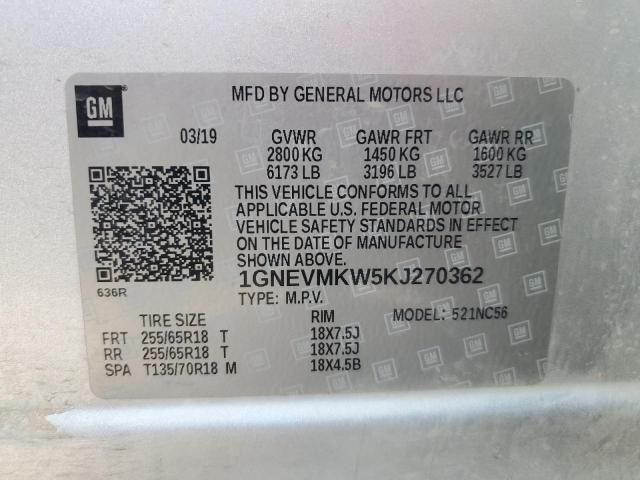 GM
MFD BY GENERAL MOTORS LLC
03/19 GVWR GAWR FRT GAWR RR
2800 KG 1450 KG 1600 KG
6173 LB 3196 LB 3527 LB
THIS VEHICLE CONFORMS TO ALL
APPLICABLE U.S. FEDERAL MOTOR
VEHICLE SAFETY STANDARDS IN EFFECT
ON THE DATE OF MANUFACTURE
SHOWN ABOVE.
636R
1GNEVMKW5KJ270362
TYPE: M.P.V. MODEL: 521NC56
TIRE SIZE RIM
FRT 255/65R18 T 18X7.5J
RR 255/65R18 T 18X7.5J
SPA T135/70R18 M 18X4.5B